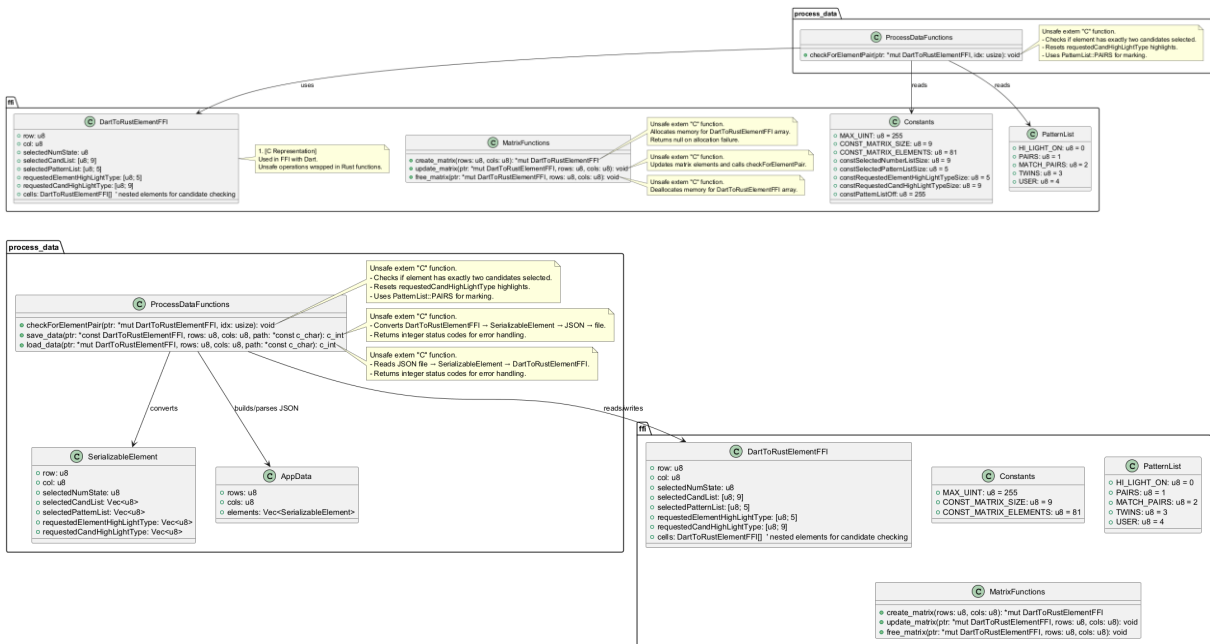 process_data
C ProcessDataFunctions
checkForElementPair(ptr: *mut DartToRustElementFFI, idx: usize): void
Unsafe extern "C" function.
- Checks if element has exactly two candidates selected.
- Resets requestedCandHighLightType highlights.
- Uses PatternList::PAIRS for marking.
uses
reads
reads
ffi
C DartToRustElementFFI
row: u8
col: u8
selectedNumState: u8
selectedCandList: [u8; 9]
selectedPatternList: [u8; 5]
requestedElementHighLightType: [u8; 5]
requestedCandHighLightType: [u8; 9]
cells: DartToRustElementFFI[] ' nested elements for candidate checking
1. [C Representation]
Used in FFI with Dart.
Unsafe operations wrapped in Rust functions.
C MatrixFunctions
create_matrix(rows: u8, cols: u8): *mut DartToRustElementFFI
update_matrix(ptr: *mut DartToRustElementFFI, rows: u8, cols: u8): void
free_matrix(ptr: *mut DartToRustElementFFI, rows: u8, cols: u8): void
Unsafe extern "C" function.
Allocates memory for DartToRustElementFFI array.
Returns null on allocation failure.
Unsafe extern "C" function.
Updates matrix elements and calls checkForElementPair.
Unsafe extern "C" function.
Deallocates memory for DartToRustElementFFI array.
C Constants
MAX_UINT: u8 = 255
CONST_MATRIX_SIZE: u8 = 9
CONST_MATRIX_ELEMENTS: u8 = 81
constSelectedNumberListSize: u8 = 9
constSelectedPatternListSize: u8 = 5
constRequestedElementHighLightTypeSize: u8 = 5
constRequestedCandHighLightTypeSize: u8 = 9
constPatternListOff: u8 = 255
C PatternList
HI_LIGHT_ON: u8 = 0
PAIRS: u8 = 1
MATCH_PAIRS: u8 = 2
TWINS: u8 = 3
USER: u8 = 4
process_data
C ProcessDataFunctions
checkForElementPair(ptr: *mut DartToRustElementFFI, idx: usize): void
save_data(ptr: *const DartToRustElementFFI, rows: u8, cols: u8, path: *const c_char): c_int
load_data(ptr: *mut DartToRustElementFFI, rows: u8, cols: u8, path: *const c_char): c_int
Unsafe extern "C" function.
- Checks if element has exactly two candidates selected.
- Resets requestedCandHighLightType highlights.
- Uses PatternList::PAIRS for marking.
Unsafe extern "C" function.
- Converts DartToRustElementFFI → SerializableElement → JSON → file.
- Returns integer status codes for error handling.
Unsafe extern "C" function.
- Reads JSON file → SerializableElement → DartToRustElementFFI.
- Returns integer status codes for error handling.
converts
builds/parses JSON
reads/writes
C SerializableElement
row: u8
col: u8
selectedNumState: u8
selectedCandList: Vec<u8>
selectedPatternList: Vec<u8>
requestedElementHighLightType: Vec<u8>
requestedCandHighLightType: Vec<u8>
C AppData
rows: u8
cols: u8
elements: Vec<SerializableElement>
ffi
C DartToRustElementFFI
row: u8
col: u8
selectedNumState: u8
selectedCandList: [u8; 9]
selectedPatternList: [u8; 5]
requestedElementHighLightType: [u8; 5]
requestedCandHighLightType: [u8; 9]
cells: DartToRustElementFFI[] ' nested elements for candidate checking
C Constants
MAX_UINT: u8 = 255
CONST_MATRIX_SIZE: u8 = 9
CONST_MATRIX_ELEMENTS: u8 = 81
C PatternList
HI_LIGHT_ON: u8 = 0
PAIRS: u8 = 1
MATCH_PAIRS: u8 = 2
TWINS: u8 = 3
USER: u8 = 4
C MatrixFunctions
create_matrix(rows: u8, cols: u8): *mut DartToRustElementFFI
update_matrix(ptr: *mut DartToRustElementFFI, rows: u8, cols: u8): void
free_matrix(ptr: *mut DartToRustElementFFI, rows: u8, cols: u8): void